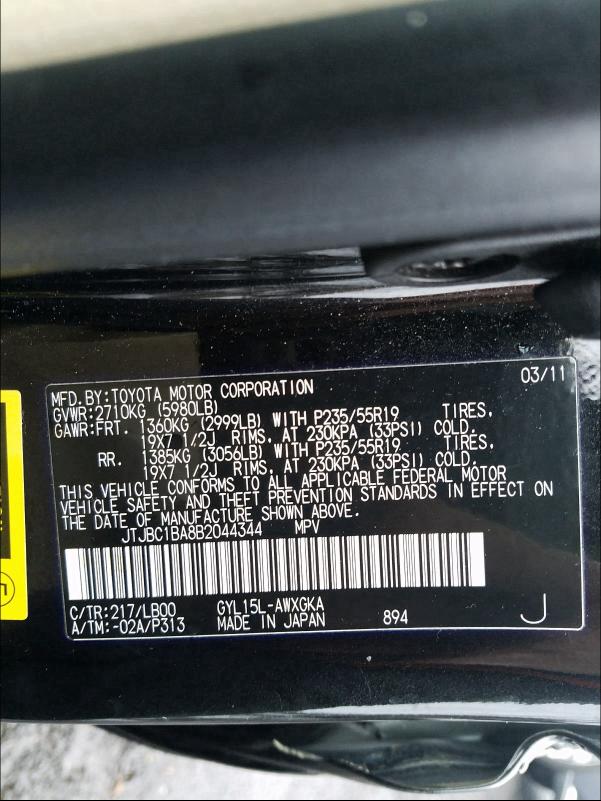 03/11
MFD.BY:TOYOTA MOTOR CORPORATION
GVWR:2710KG (5980LB)
GAWR:FRT. 1360KG (2999LB) WITH P235/55R19 TIRES,
19X7 1/2J RIMS, AT 230KPA (33PSI) COLD.
RR. 1385KG (3056LB) WITH P235/55R19 TIRES,
19X7 1/2J RIMS, AT 230KPA (33PSI) COLD.
THIS VEHICLE CONFORMS TO ALL APPLICABLE FEDERAL MOTOR
VEHICLE SAFETY AND THEFT PREVENTION STANDARDS IN EFFECT ON
THE DATE OF MANUFACTURE SHOWN ABOVE.
JTJBC1BA8B2044344 MPV
C/TR:217/LB00 GYL15L-AWXGKA
A/TM:-02A/P313 MADE IN JAPAN 894 J